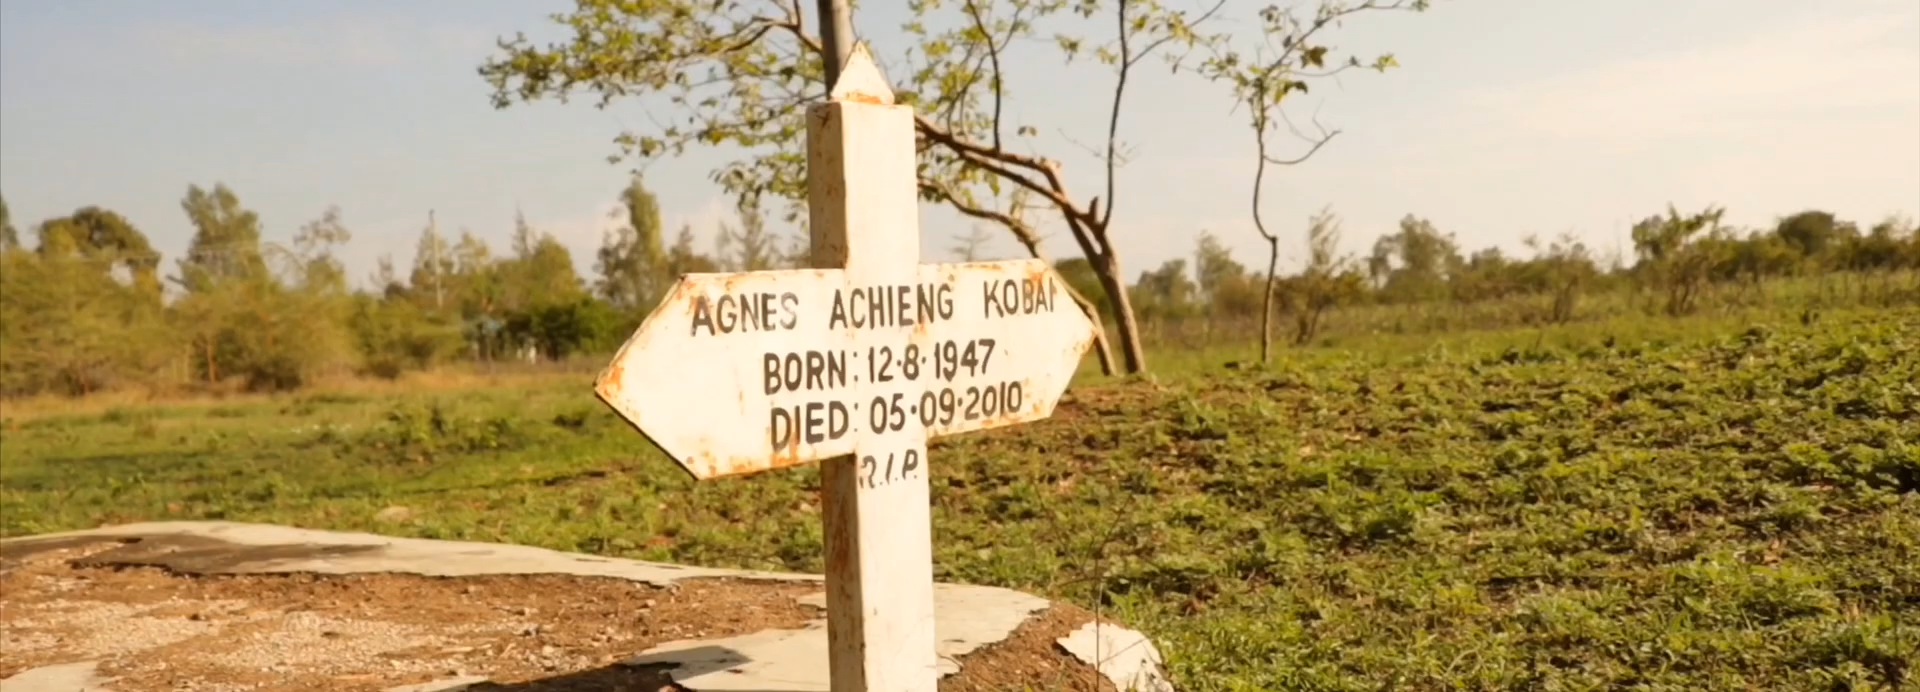 AGNES ACHIENG
BORN: 12·8·1947
DIED: 05·09·2010
R.I.P.